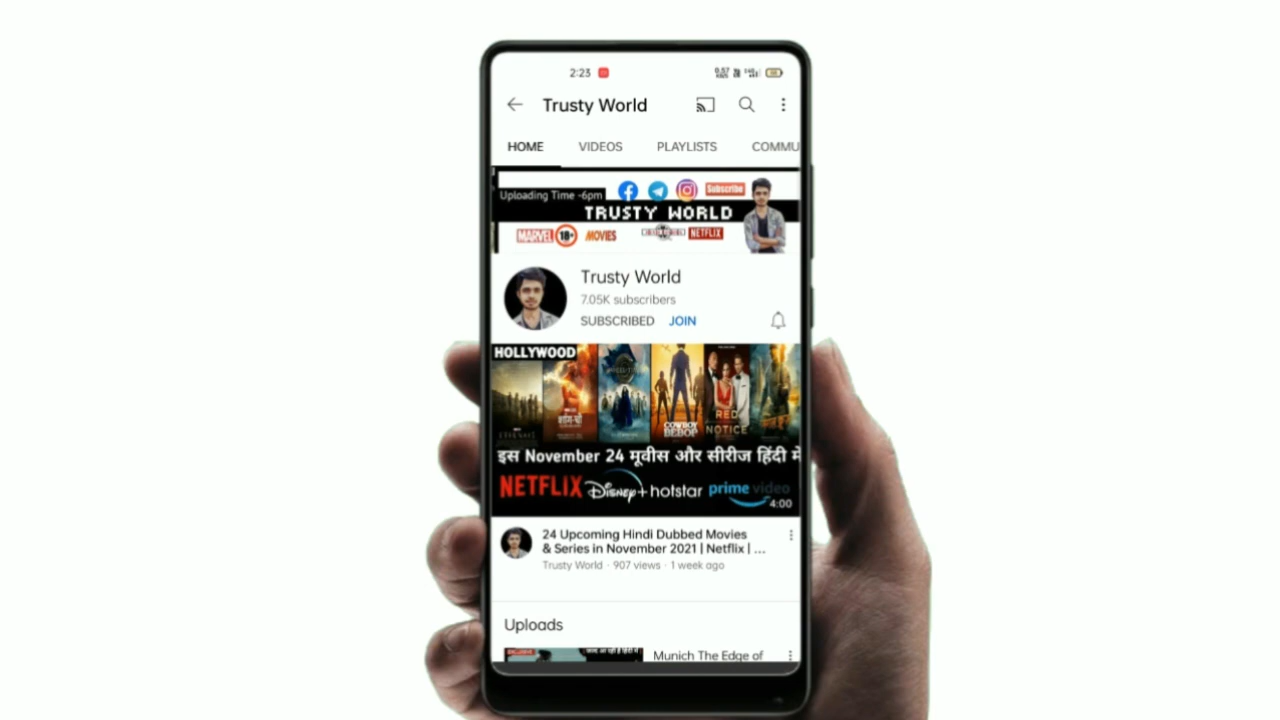 2:23
Trusty World
HOME VIDEOS PLAYLISTS COMMU
Uploading Time -6pm
Subscribe
TRUSTY WORLD
MARVEL 18+ MOVIES NETFLIX
Trusty World
7.05K subscribers
SUBSCRIBED JOIN
HOLLYWOOD
COWBOY
BEBOP
RED
NOTICE
इस November 24 मूवीस और सीरीज हिंदी में
NETFLIX Disney+ hotstar prime video
4:00
24 Upcoming Hindi Dubbed Movies
& Series in November 2021 | Netflix | ...
Trusty World · 907 views · 1 week ago
Uploads
EXCLUSIVE
Munich The Edge of